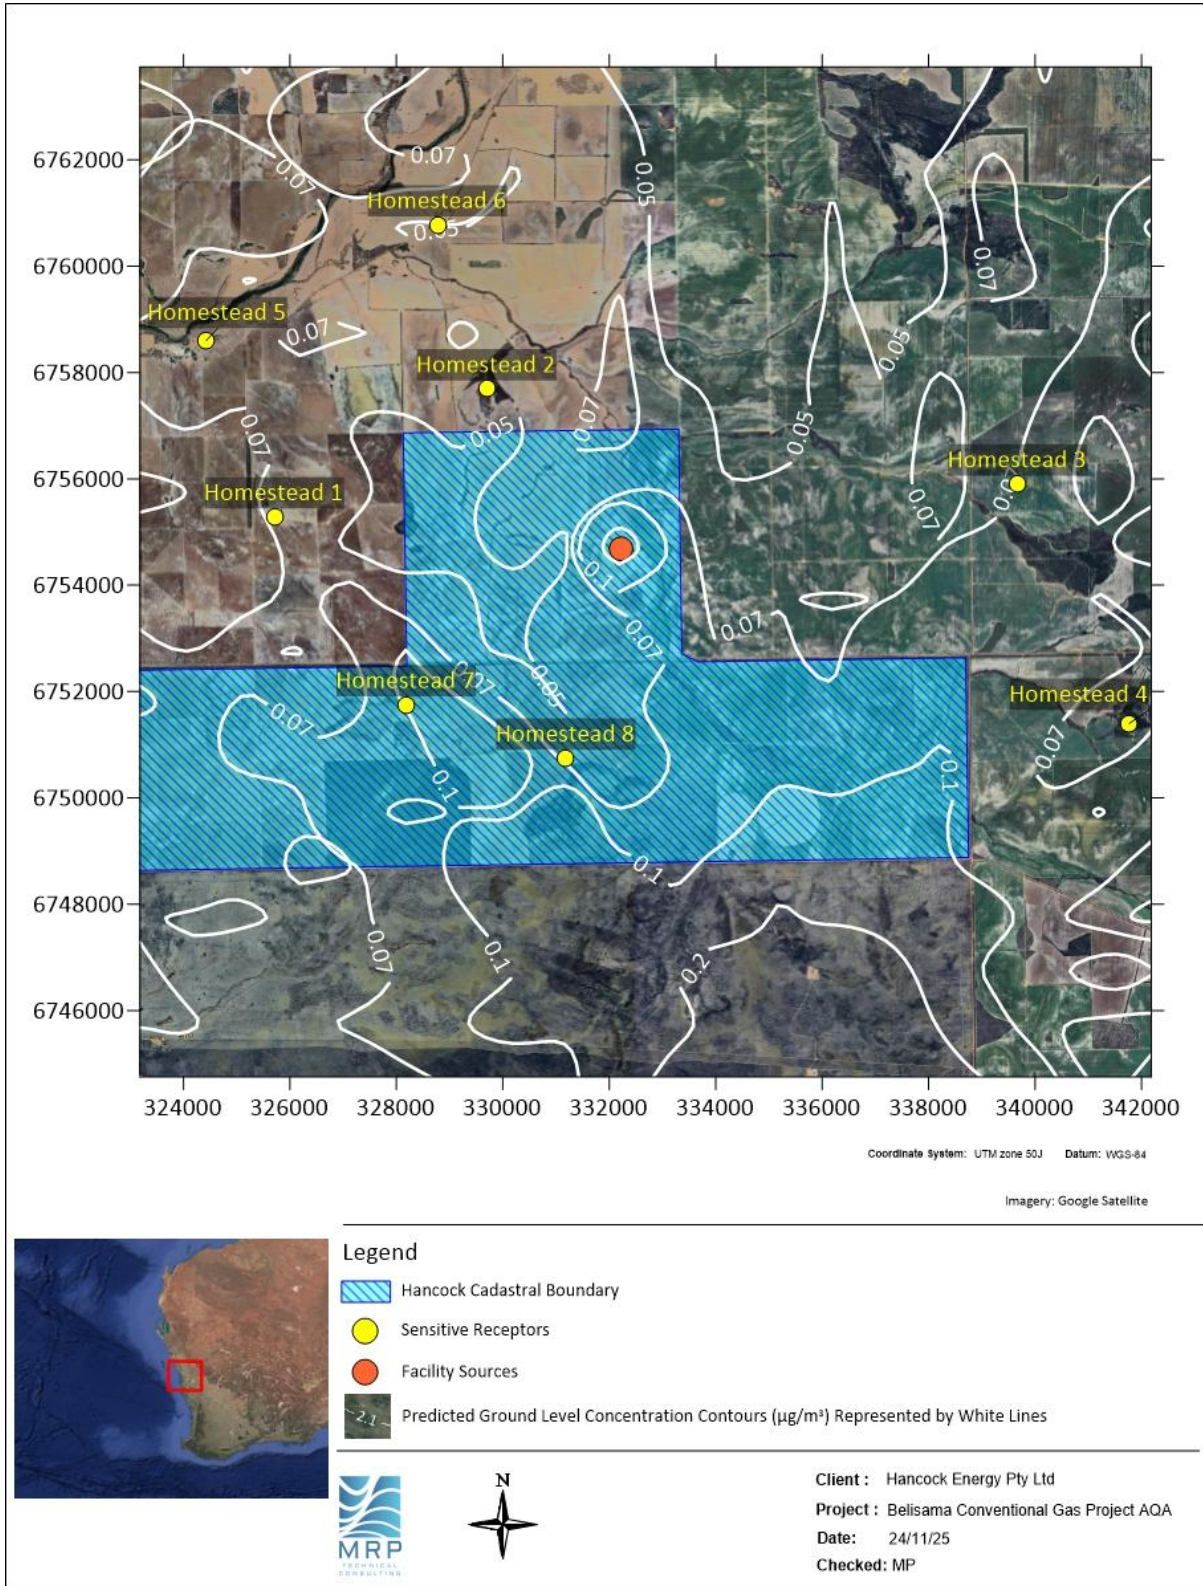 6762000
6760000
6758000
6756000
6754000
6752000
6750000
6748000
6746000
0.07
0.07
0.05
0.07
Homestead 6
0.05
Homestead 5
0.07
Homestead 2
0.05
0.07
0.05
0.05
0.07
Homestead 3
0.07
Homestead 1
0.1
0.07
0.07
Homestead 7
0.07
0.05
Homestead 4
0.07
Homestead 8
0.07
0.1
0.1
0.1
0.07
0.1
0.2
324000 326000 328000 330000 332000 334000 336000 338000 340000 342000
Coordinate System: UTM zone 50J Datum: WGS-84
Imagery: Google Satellite
Legend
Hancock Cadastral Boundary
Sensitive Receptors
Facility Sources
2.1
Predicted Ground Level Concentration Contours (µg/m³) Represented by White Lines
MRP
TECHNICAL
CONSULTING
N
Client : Hancock Energy Pty Ltd
Project : Belisama Conventional Gas Project AQA
Date: 24/11/25
Checked: MP